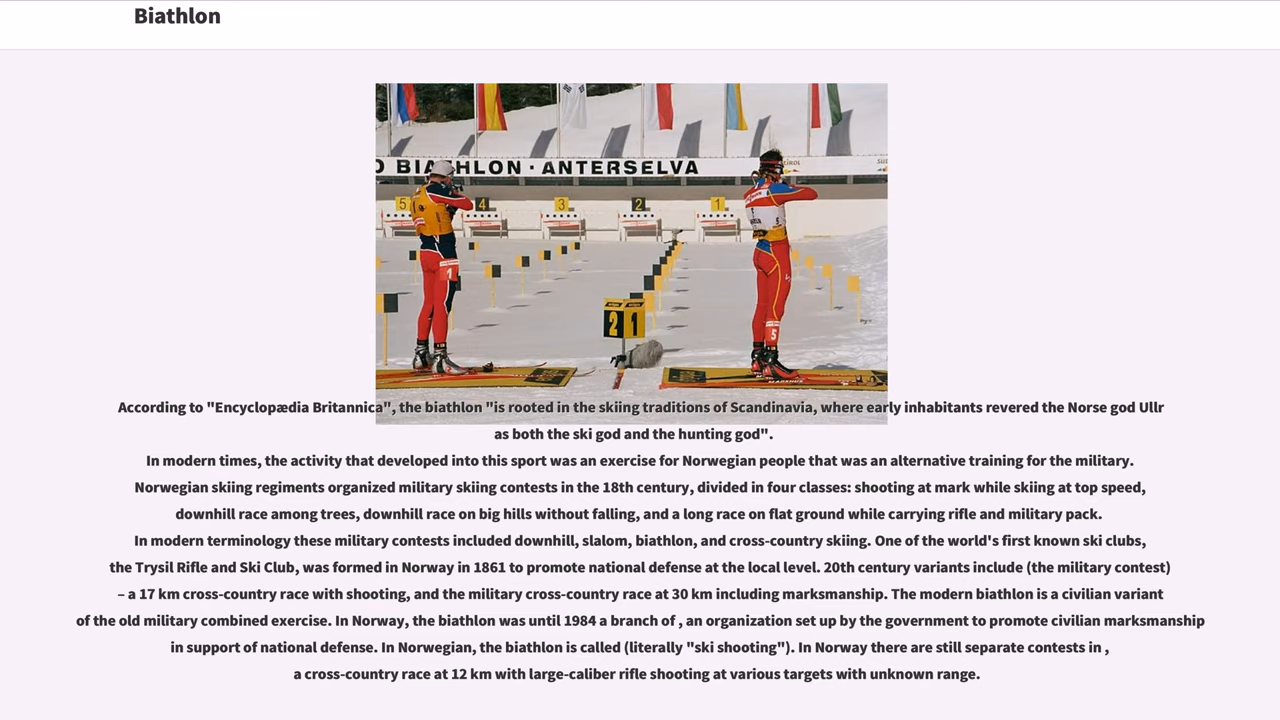 Biathlon
BIATHLON · ANTERSELVA
5 4 3 2 1
2 1
1
5
According to "Encyclopædia Britannica", the biathlon "is rooted in the skiing traditions of Scandinavia, where early inhabitants revered the Norse god Ullr
as both the ski god and the hunting god".
In modern times, the activity that developed into this sport was an exercise for Norwegian people that was an alternative training for the military.
Norwegian skiing regiments organized military skiing contests in the 18th century, divided in four classes: shooting at mark while skiing at top speed,
downhill race among trees, downhill race on big hills without falling, and a long race on flat ground while carrying rifle and military pack.
In modern terminology these military contests included downhill, slalom, biathlon, and cross-country skiing. One of the world's first known ski clubs,
the Trysil Rifle and Ski Club, was formed in Norway in 1861 to promote national defense at the local level. 20th century variants include (the military contest)
– a 17 km cross-country race with shooting, and the military cross-country race at 30 km including marksmanship. The modern biathlon is a civilian variant
of the old military combined exercise. In Norway, the biathlon was until 1984 a branch of , an organization set up by the government to promote civilian marksmanship
in support of national defense. In Norwegian, the biathlon is called (literally "ski shooting"). In Norway there are still separate contests in ,
a cross-country race at 12 km with large-caliber rifle shooting at various targets with unknown range.